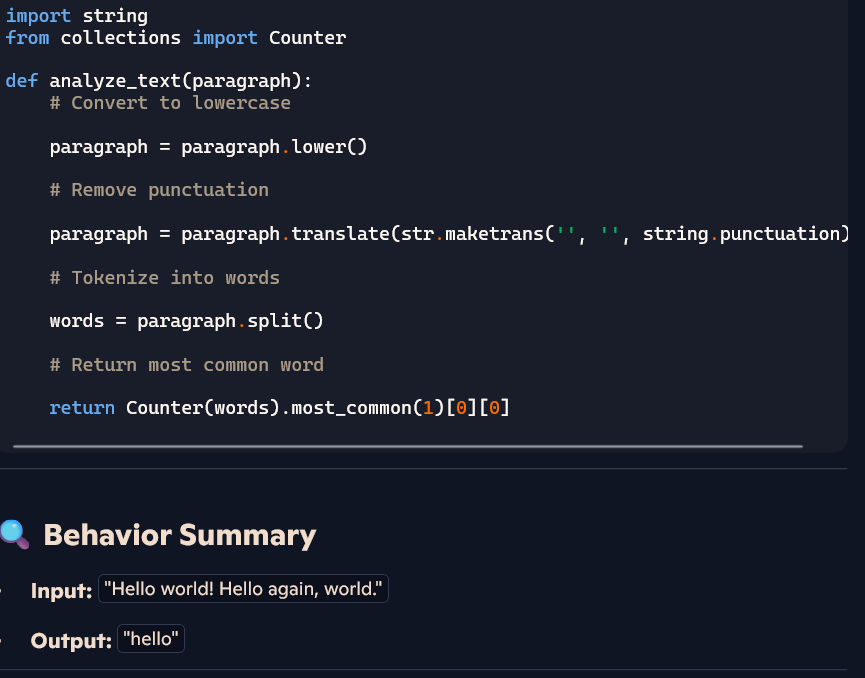 import string
from collections import Counter
def analyze_text(paragraph):
    # Convert to lowercase
    paragraph = paragraph.lower()
    # Remove punctuation
    paragraph = paragraph.translate(str.maketrans('', '', string.punctuation)
    # Tokenize into words
    words = paragraph.split()
    # Return most common word
    return Counter(words).most_common(1)[0][0]
Behavior Summary
Input: "Hello world! Hello again, world."
Output: "hello"